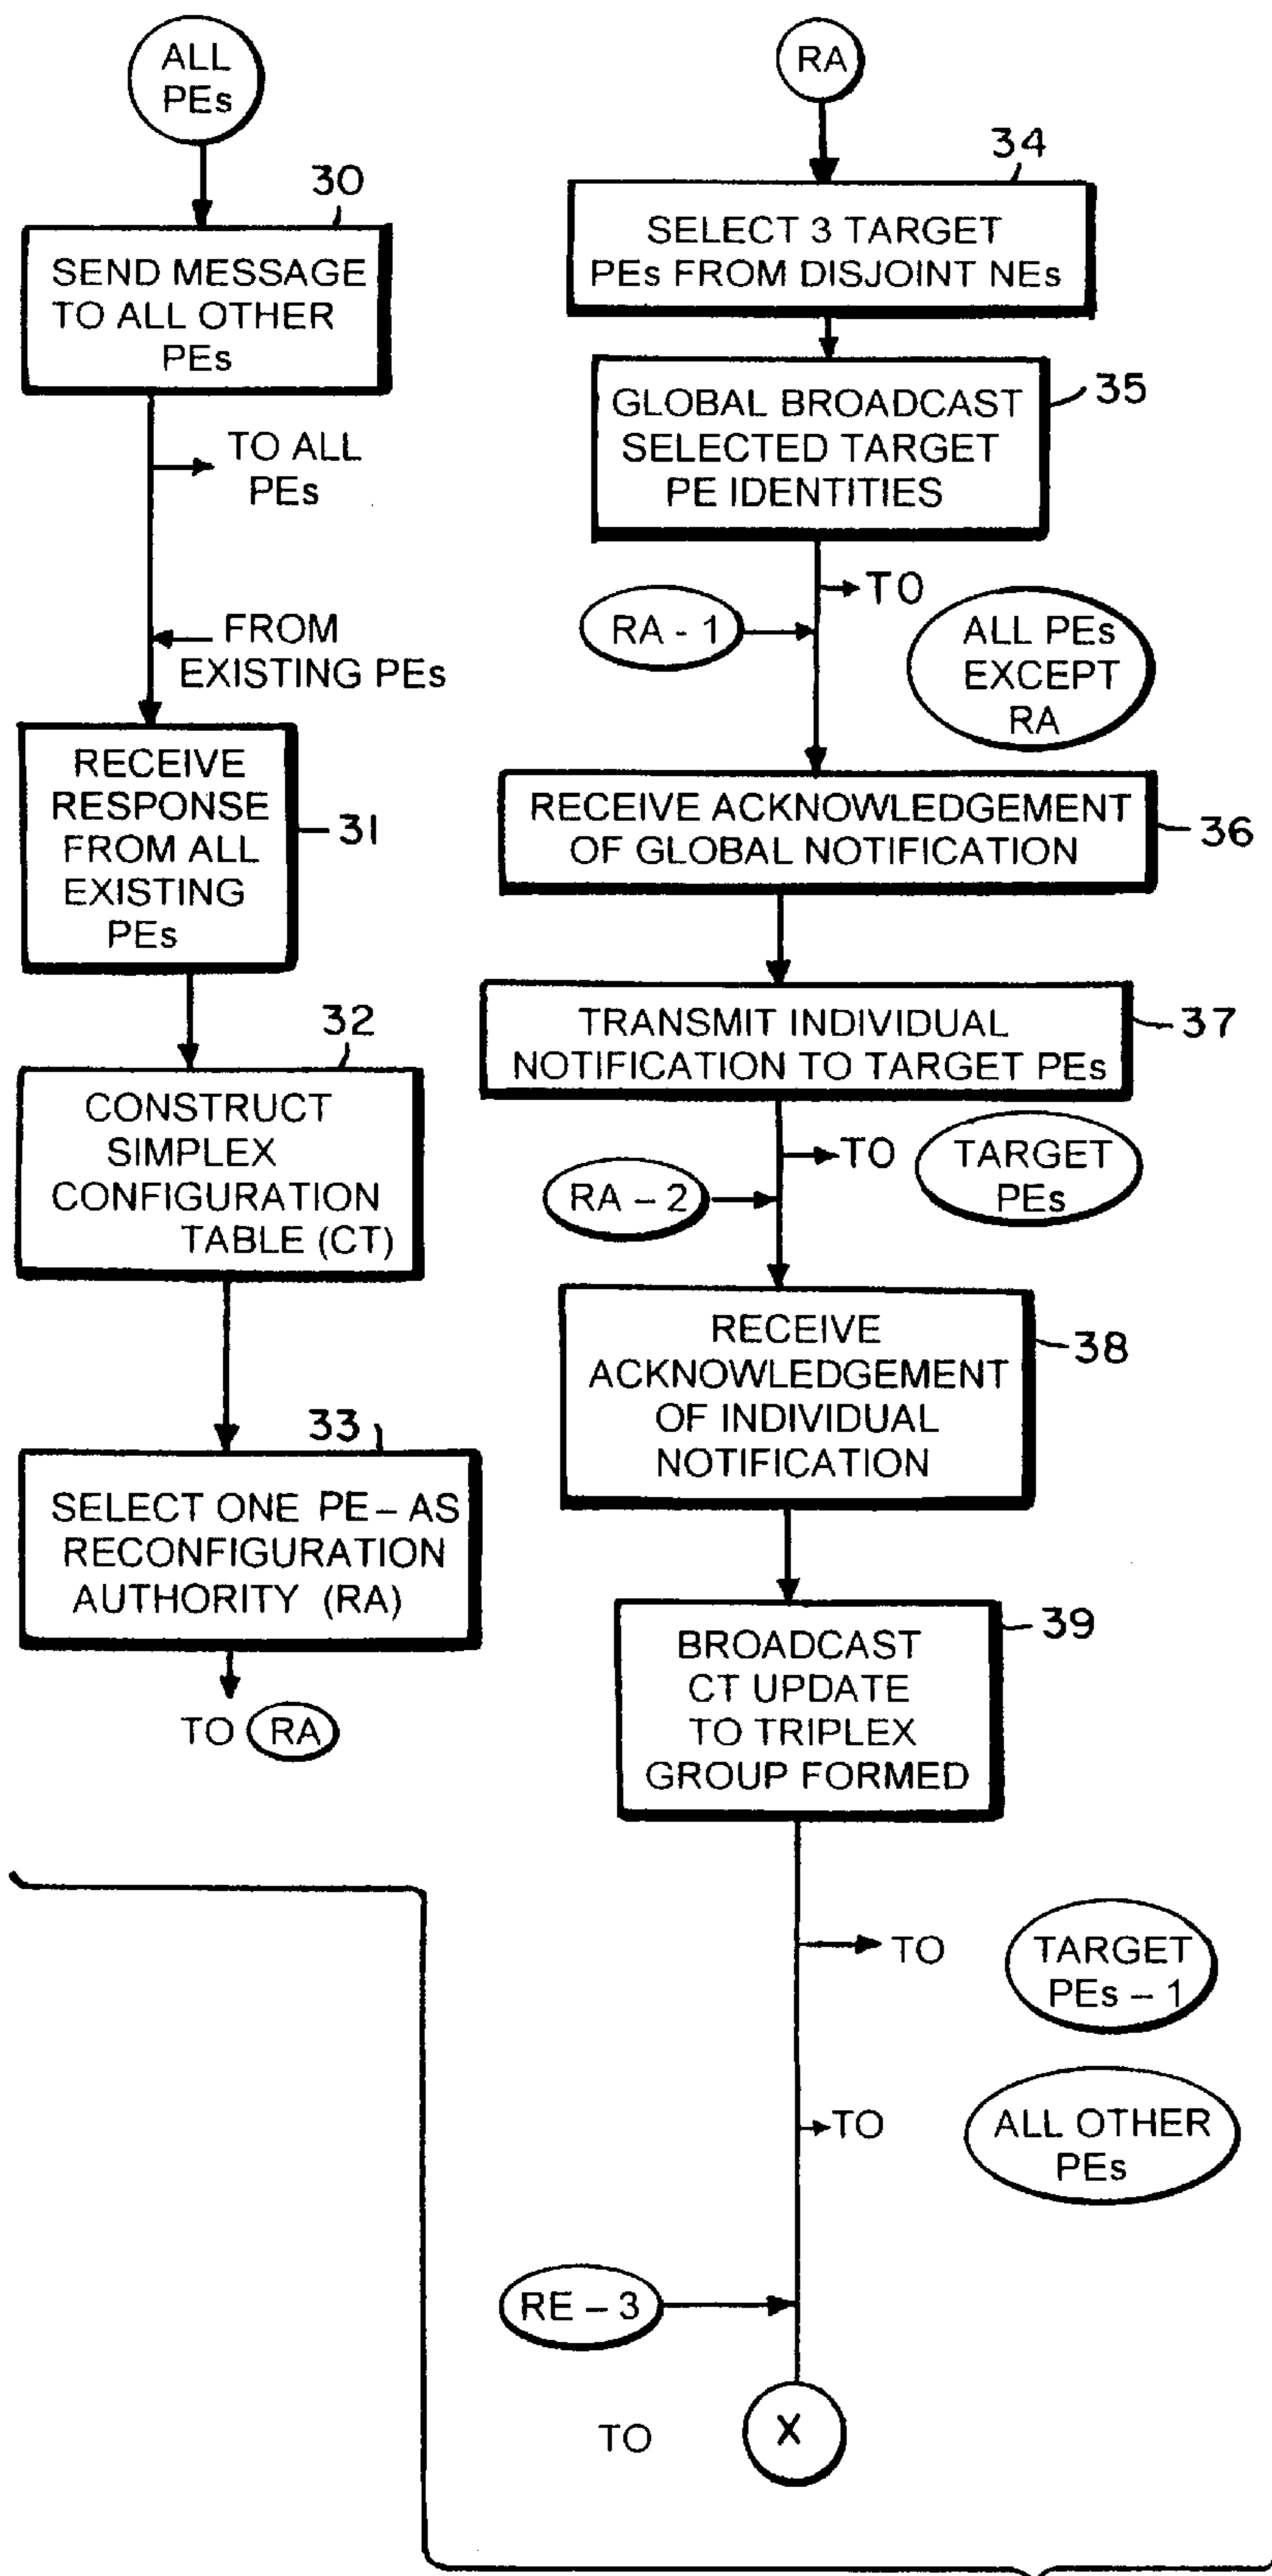 ALL
PEs
30
SEND MESSAGE
TO ALL OTHER
PEs
TO ALL
PEs
FROM
EXISTING PEs
RECEIVE
RESPONSE
FROM ALL
EXISTING
PEs
31
32
CONSTRUCT
SIMPLEX
CONFIGURATION
TABLE (CT)
33
SELECT ONE PE – AS
RECONFIGURATION
AUTHORITY (RA)
TO RA
RA
34
SELECT 3 TARGET
PEs FROM DISJOINT NEs
35
GLOBAL BROADCAST
SELECTED TARGET
PE IDENTITIES
TO
RA - 1
ALL PEs
EXCEPT
RA
RECEIVE ACKNOWLEDGEMENT
OF GLOBAL NOTIFICATION
36
TRANSMIT INDIVIDUAL
NOTIFICATION TO TARGET PEs
37
TO
TARGET
PEs
RA – 2
RECEIVE
ACKNOWLEDGEMENT
OF INDIVIDUAL
NOTIFICATION
38
39
BROADCAST
CT UPDATE
TO TRIPLEX
GROUP FORMED
TO
TARGET
PEs – 1
TO
ALL OTHER
PEs
RE – 3
TO
X